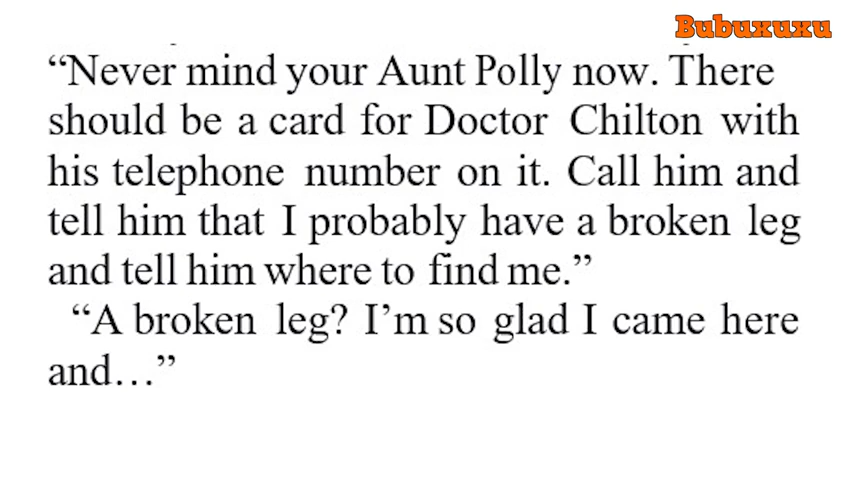 Bubuxuxu
“Never mind your Aunt Polly now. There
should be a card for Doctor Chilton with
his telephone number on it. Call him and
tell him that I probably have a broken leg
and tell him where to find me.”
“A broken leg? I’m so glad I came here
and…”